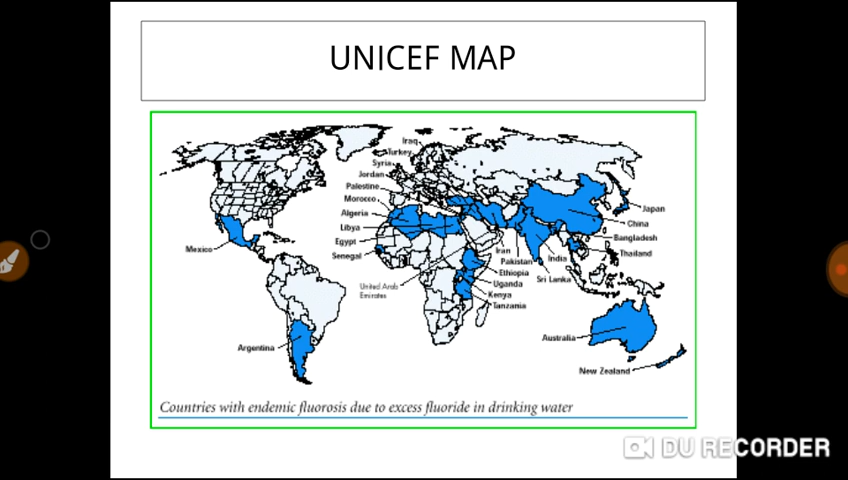 UNICEF MAP
Iraq
Turkey
Syria
Jordan
Palestine
Morocco
Algeria
Libya
Egypt
Senegal
United Arab
Emirates
Mexico
Argentina
Japan
China
Bangladesh
Thailand
India
Iran
Pakistan
Sri Lanka
Ethiopia
Uganda
Kenya
Tanzania
Australia
New Zealand
Countries with endemic fluorosis due to excess fluoride in drinking water
DU RECORDER